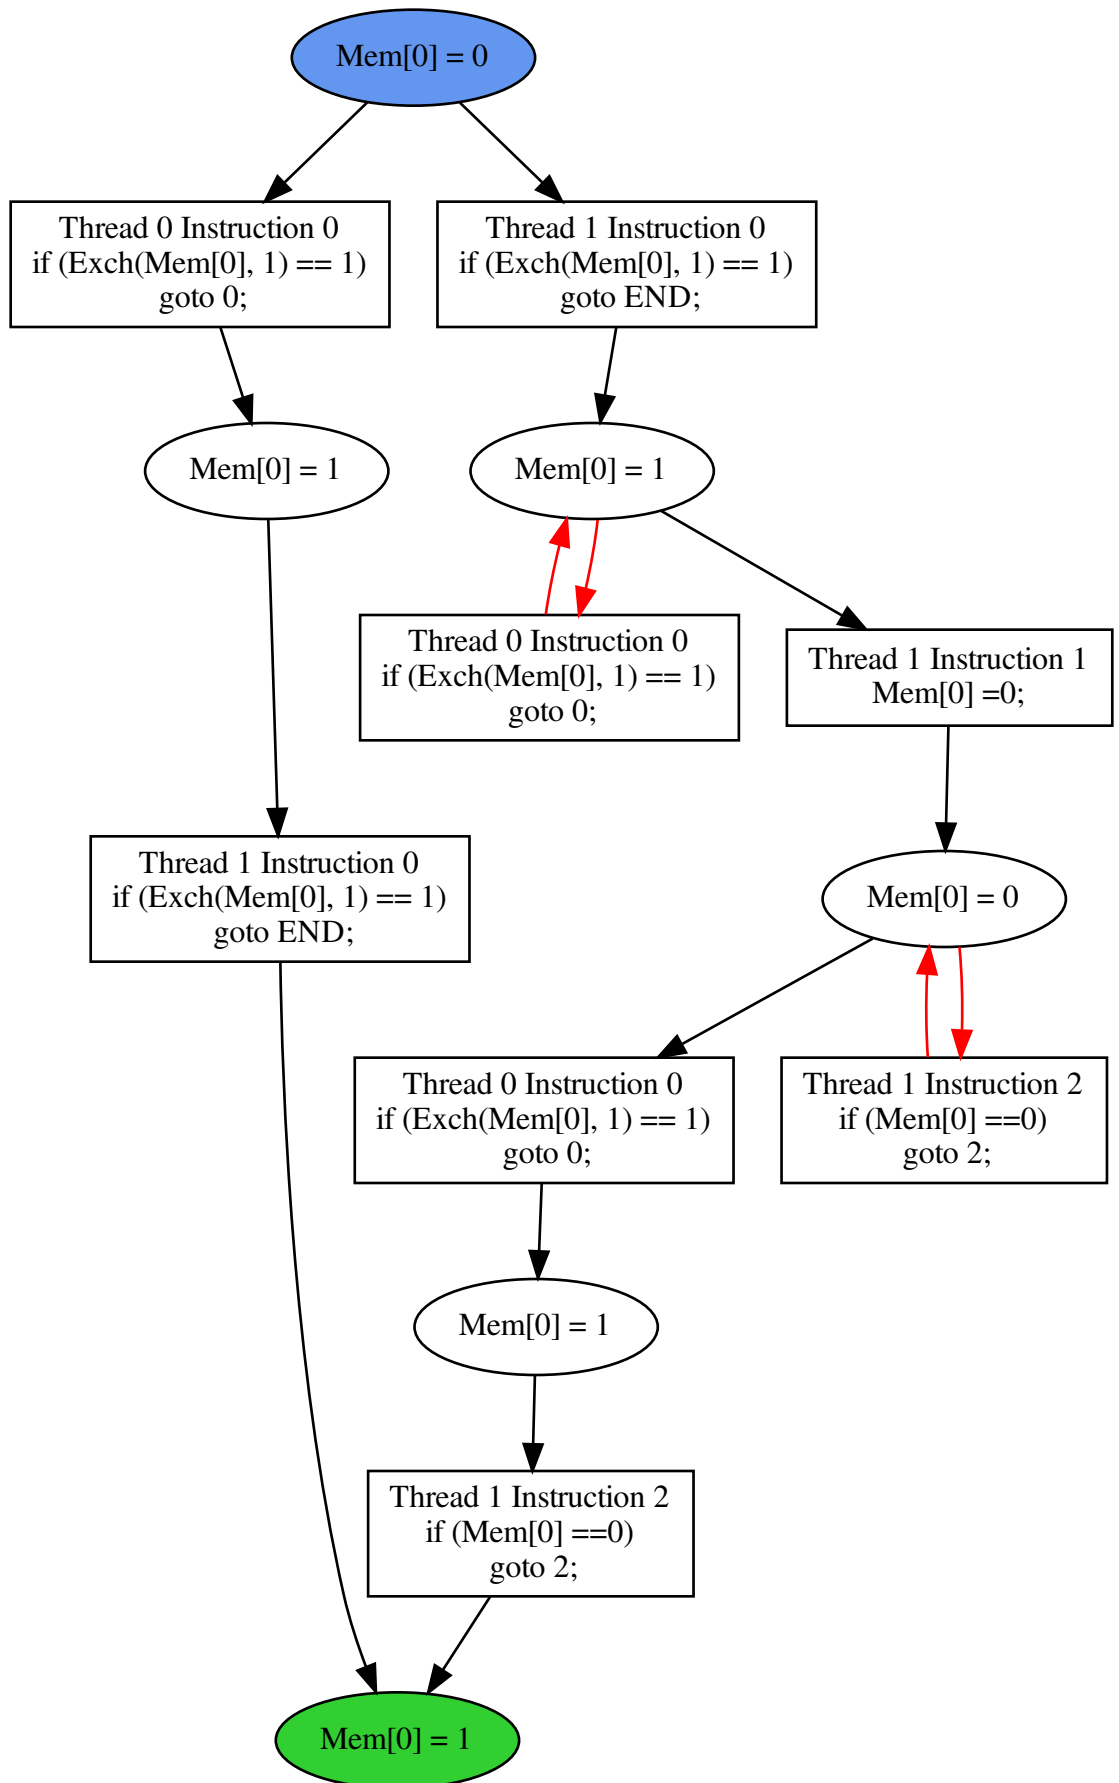 Mem[0] = 0
Thread 0 Instruction 0
if (Exch(Mem[0], 1) == 1)
goto 0;
Thread 1 Instruction 0
if (Exch(Mem[0], 1) == 1)
goto END;
Mem[0] = 1
Mem[0] = 1
Thread 0 Instruction 0
if (Exch(Mem[0], 1) == 1)
goto 0;
Thread 1 Instruction 1
Mem[0] =0;
Thread 1 Instruction 0
if (Exch(Mem[0], 1) == 1)
goto END;
Mem[0] = 0
Thread 0 Instruction 0
if (Exch(Mem[0], 1) == 1)
goto 0;
Thread 1 Instruction 2
if (Mem[0] ==0)
goto 2;
Mem[0] = 1
Thread 1 Instruction 2
if (Mem[0] ==0)
goto 2;
Mem[0] = 1